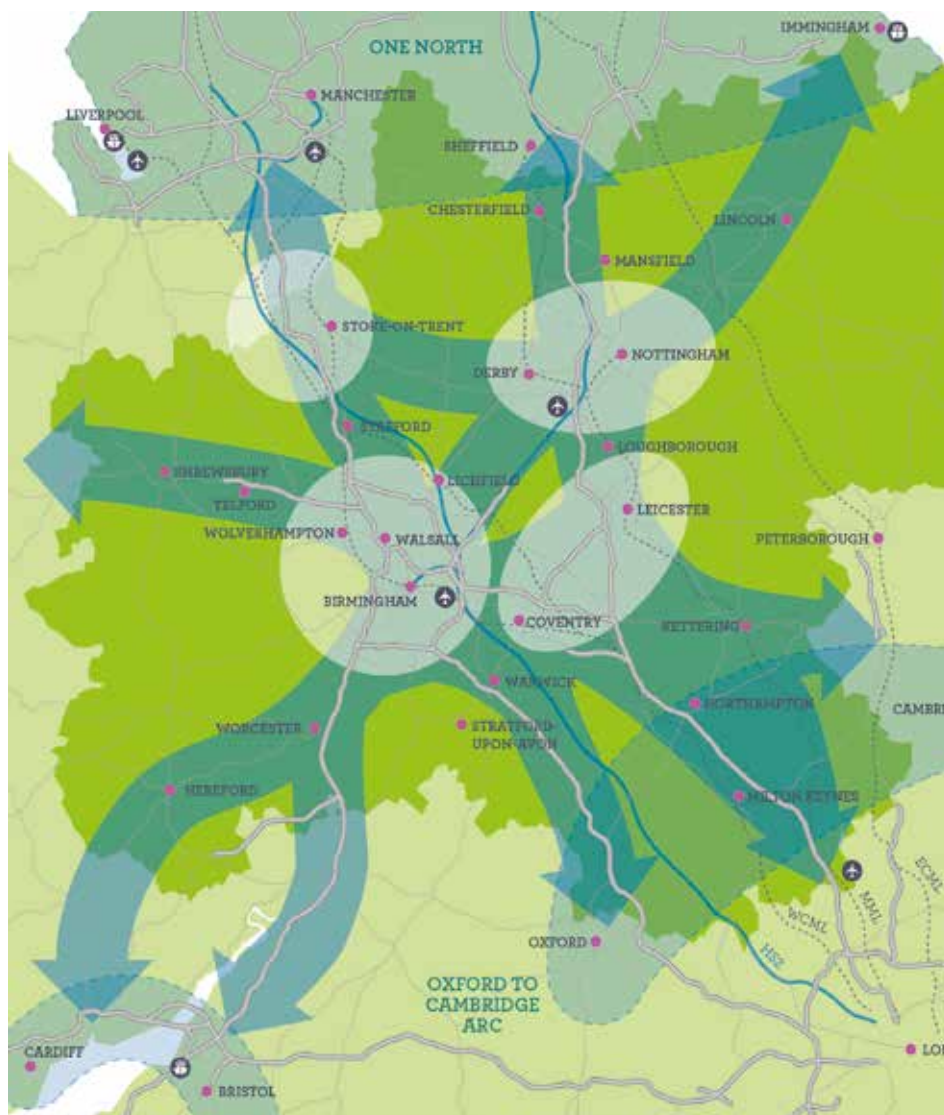 IMMINGHAM
ONE NORTH
MANCHESTER
LIVERPOOL
SHEFFIELD
CHESTERFIELD
LINCOLN
MANSFIELD
STOKE-ON-TRENT
NOTTINGHAM
DERBY
STAFFORD
LOUGHBOROUGH
SHREWSBURY
LICHFIELD
TELFORD
LEICESTER
WOLVERHAMPTON
WALSALL
PETERBOROUGH
BIRMINGHAM
COVENTRY
KETTERING
WARWICK
NORTHAMPTON
CAMBRI
WORCESTER
STRATFORD-
UPON-AVON
HEREFORD
MILTON KEYNES
ECML
MML
WCML
OXFORD
HS2
OXFORD TO
CAMBRIDGE
ARC
CARDIFF
LO
BRISTOL